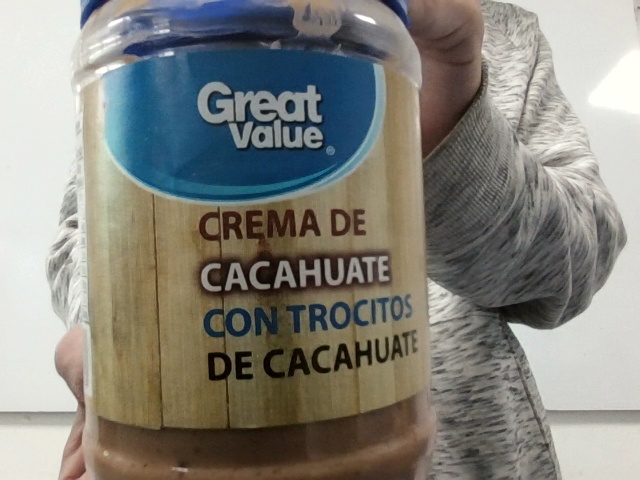 Great
Value®
CREMA DE
CACAHUATE
CON TROCITOS
DE CACAHUATE